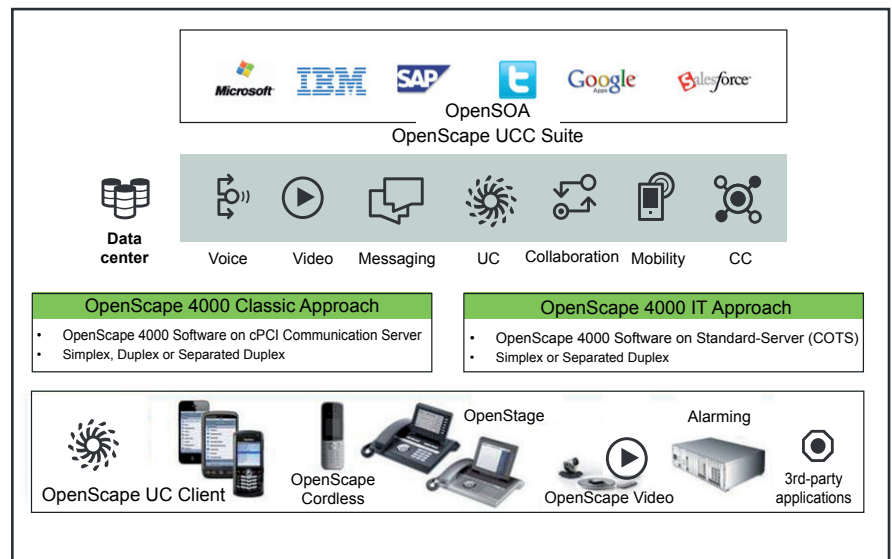 Microsoft
IBM
SAP
Google
Apps
Salesforce
OpenSOA
OpenScape UCC Suite
Data
center
Voice
Video
Messaging
UC
Collaboration
Mobility
CC
OpenScape 4000 Classic Approach
• OpenScape 4000 Software on cPCI Communication Server
• Simplex, Duplex or Separated Duplex
OpenScape 4000 IT Approach
• OpenScape 4000 Software on Standard-Server (COTS)
• Simplex or Separated Duplex
OpenScape UC Client
OpenScape
Cordless
OpenStage
OpenScape Video
Alarming
3rd-party
applications